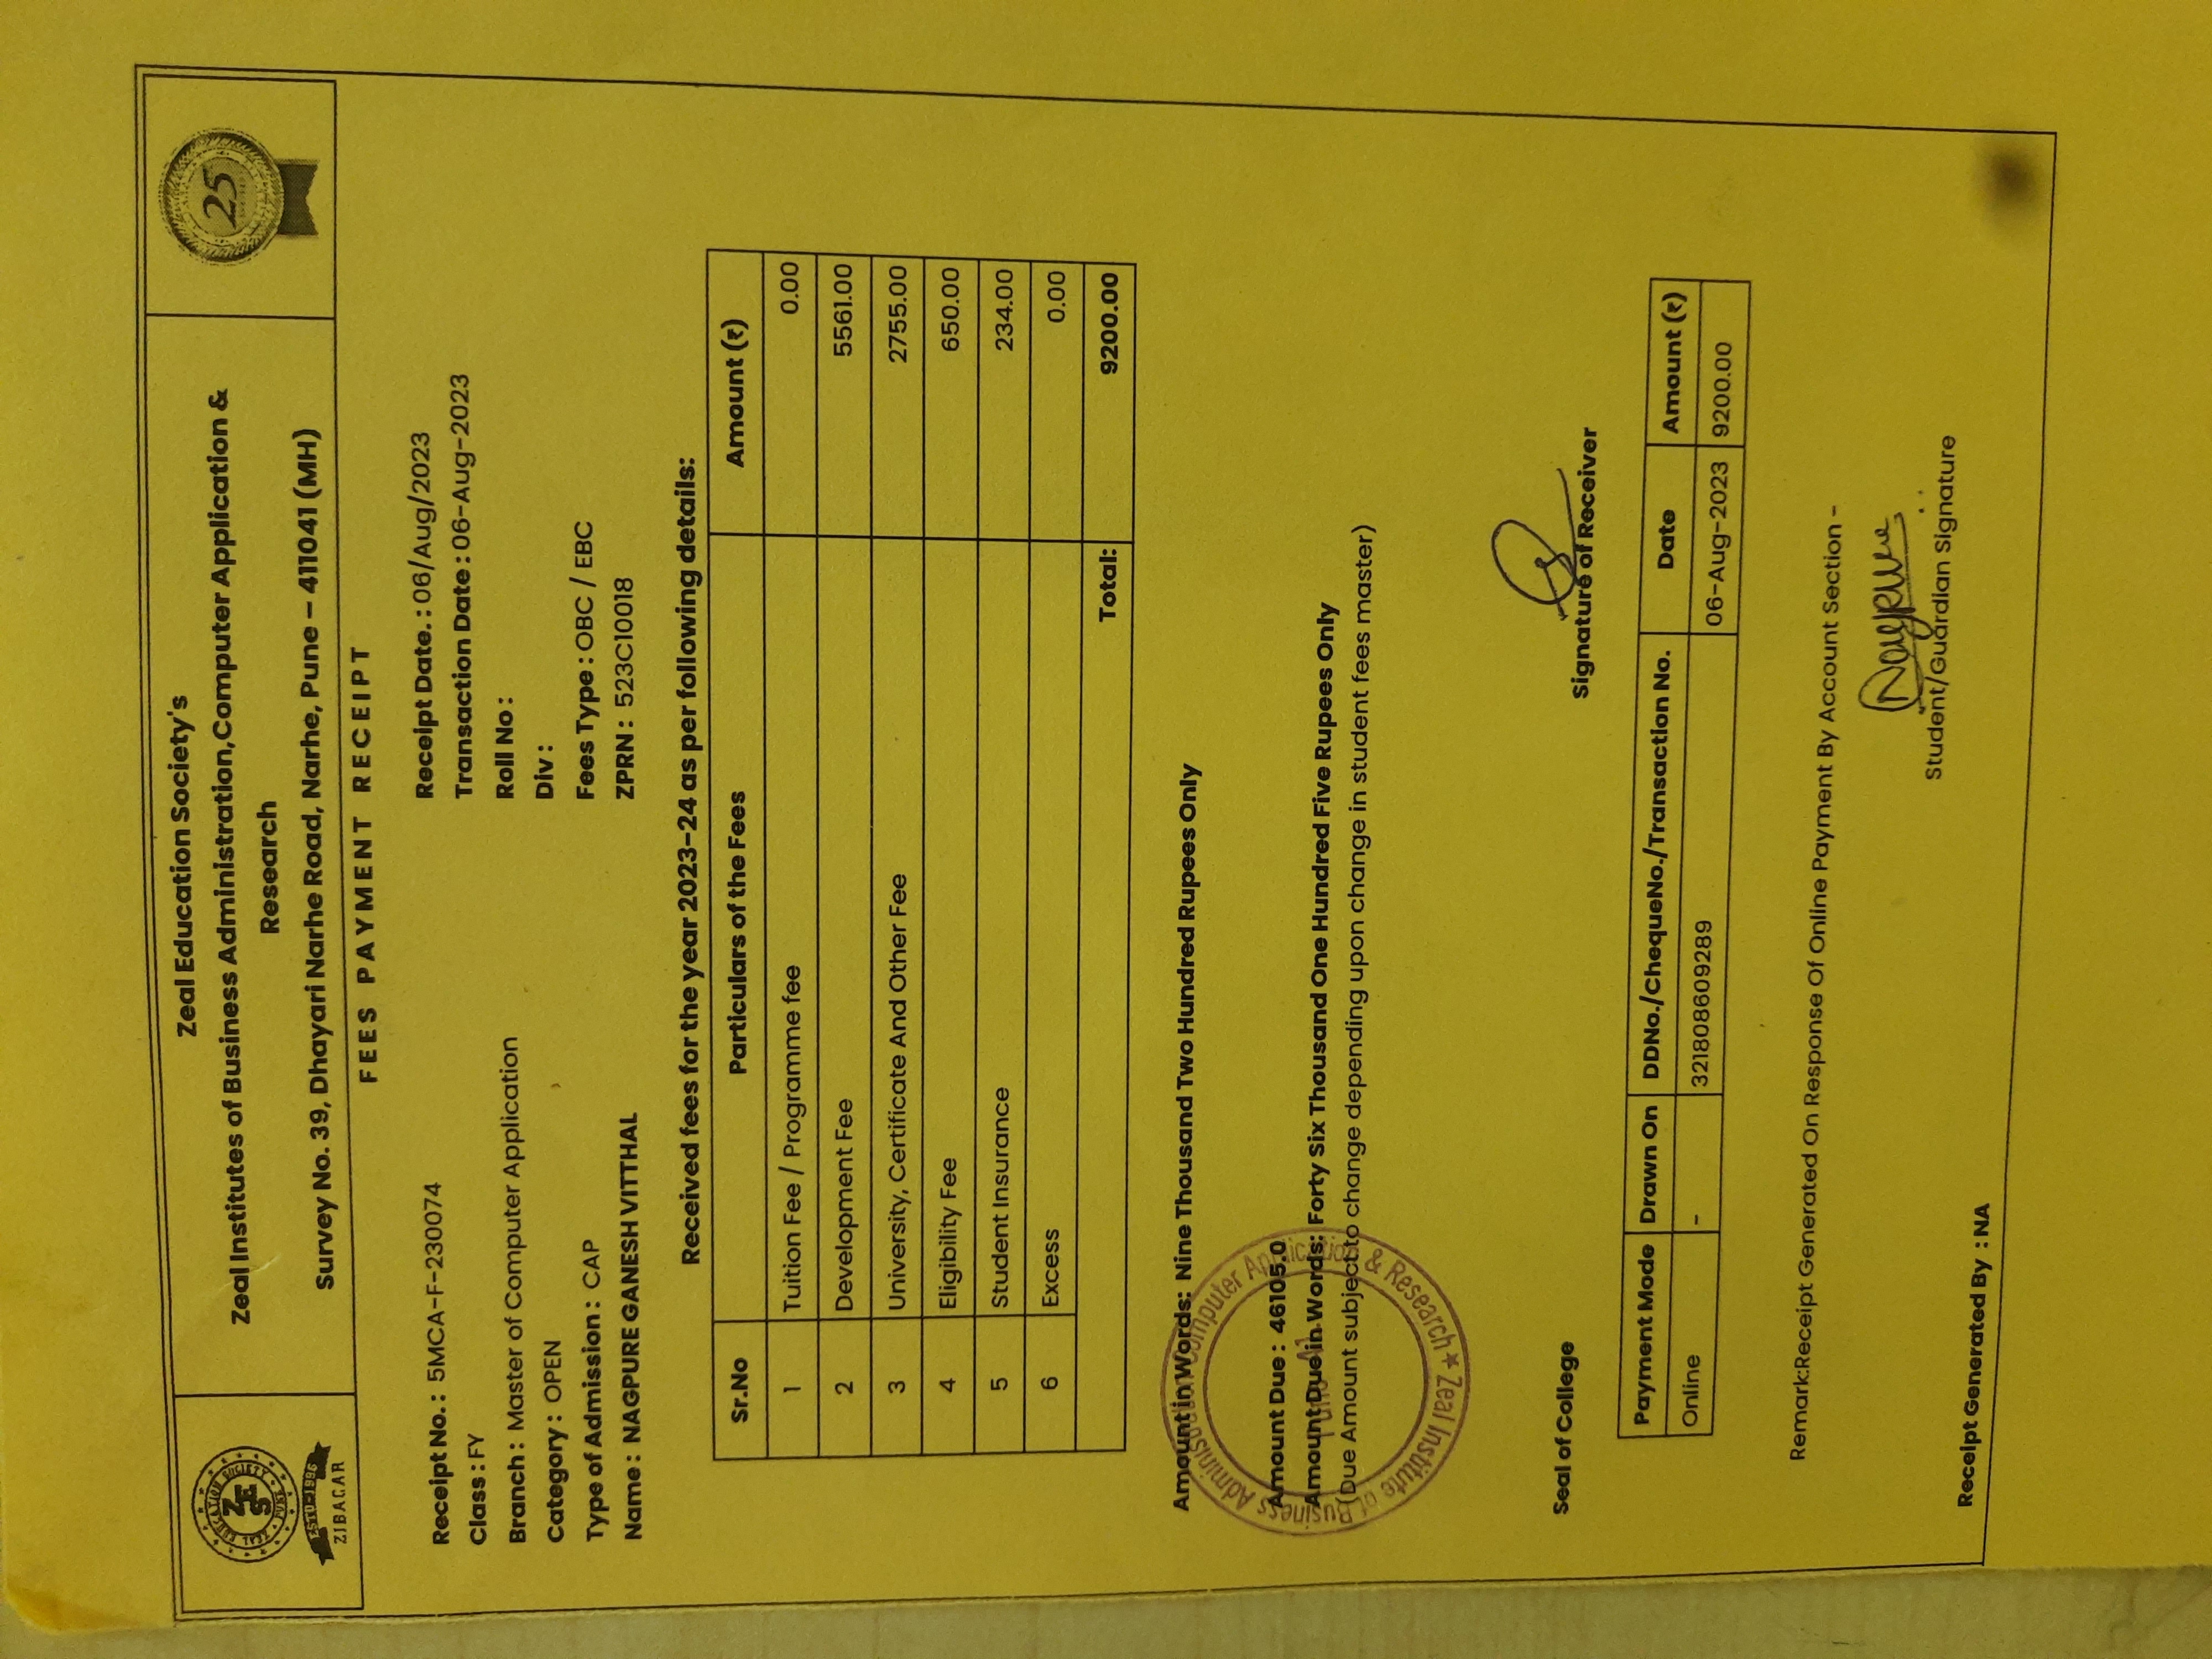 Zeal Education Society's
Zeal Institutes of Business Administration,Computer Application &
Research
Survey No. 39, Dhayari Narhe Road, Narhe, Pune – 411041 (MH)
ZEAL EDUCATION SOCIETY
ZES
PUNE
ESTD-1996
ZIBACAR
25
FEES PAYMENT RECEIPT
Receipt No. : 5MCA-F-230074
Receipt Date. : 06/Aug/2023
Class : FY
Transaction Date : 06-Aug-2023
Branch : Master of Computer Application
Roll No :
Category : OPEN
Div :
Type of Admission : CAP
Fees Type : OBC / EBC
Name : NAGPURE GANESH VITTHAL
ZPRN : 523C10018
Received fees for the year 2023-24 as per following details:
Sr.No Particulars of the Fees Amount (₹)
1 Tuition Fee / Programme fee 0.00
2 Development Fee 5561.00
3 University, Certificate And Other Fee 2755.00
4 Eligibility Fee 650.00
5 Student Insurance 234.00
6 Excess 0.00
Total: 9200.00
Amount in Words: Nine Thousand Two Hundred Rupees Only
Amount Due : 46105.0
Amount Due in Words: Forty Six Thousand One Hundred Five Rupees Only
(Due Amount subject to change depending upon change in student fees master)
Zeal Institute of Business Administration Computer Application & Research ★
Seal of College
Signature of Receiver
Payment Mode Drawn On DDNo./ChequeNo./Transaction No. Date Amount (₹)
Online - 321808609289 06-Aug-2023 9200.00
Remark:Receipt Generated On Response Of Online Payment By Account Section -
Nagpure
Student/Guardian Signature
Receipt Generated By : NA